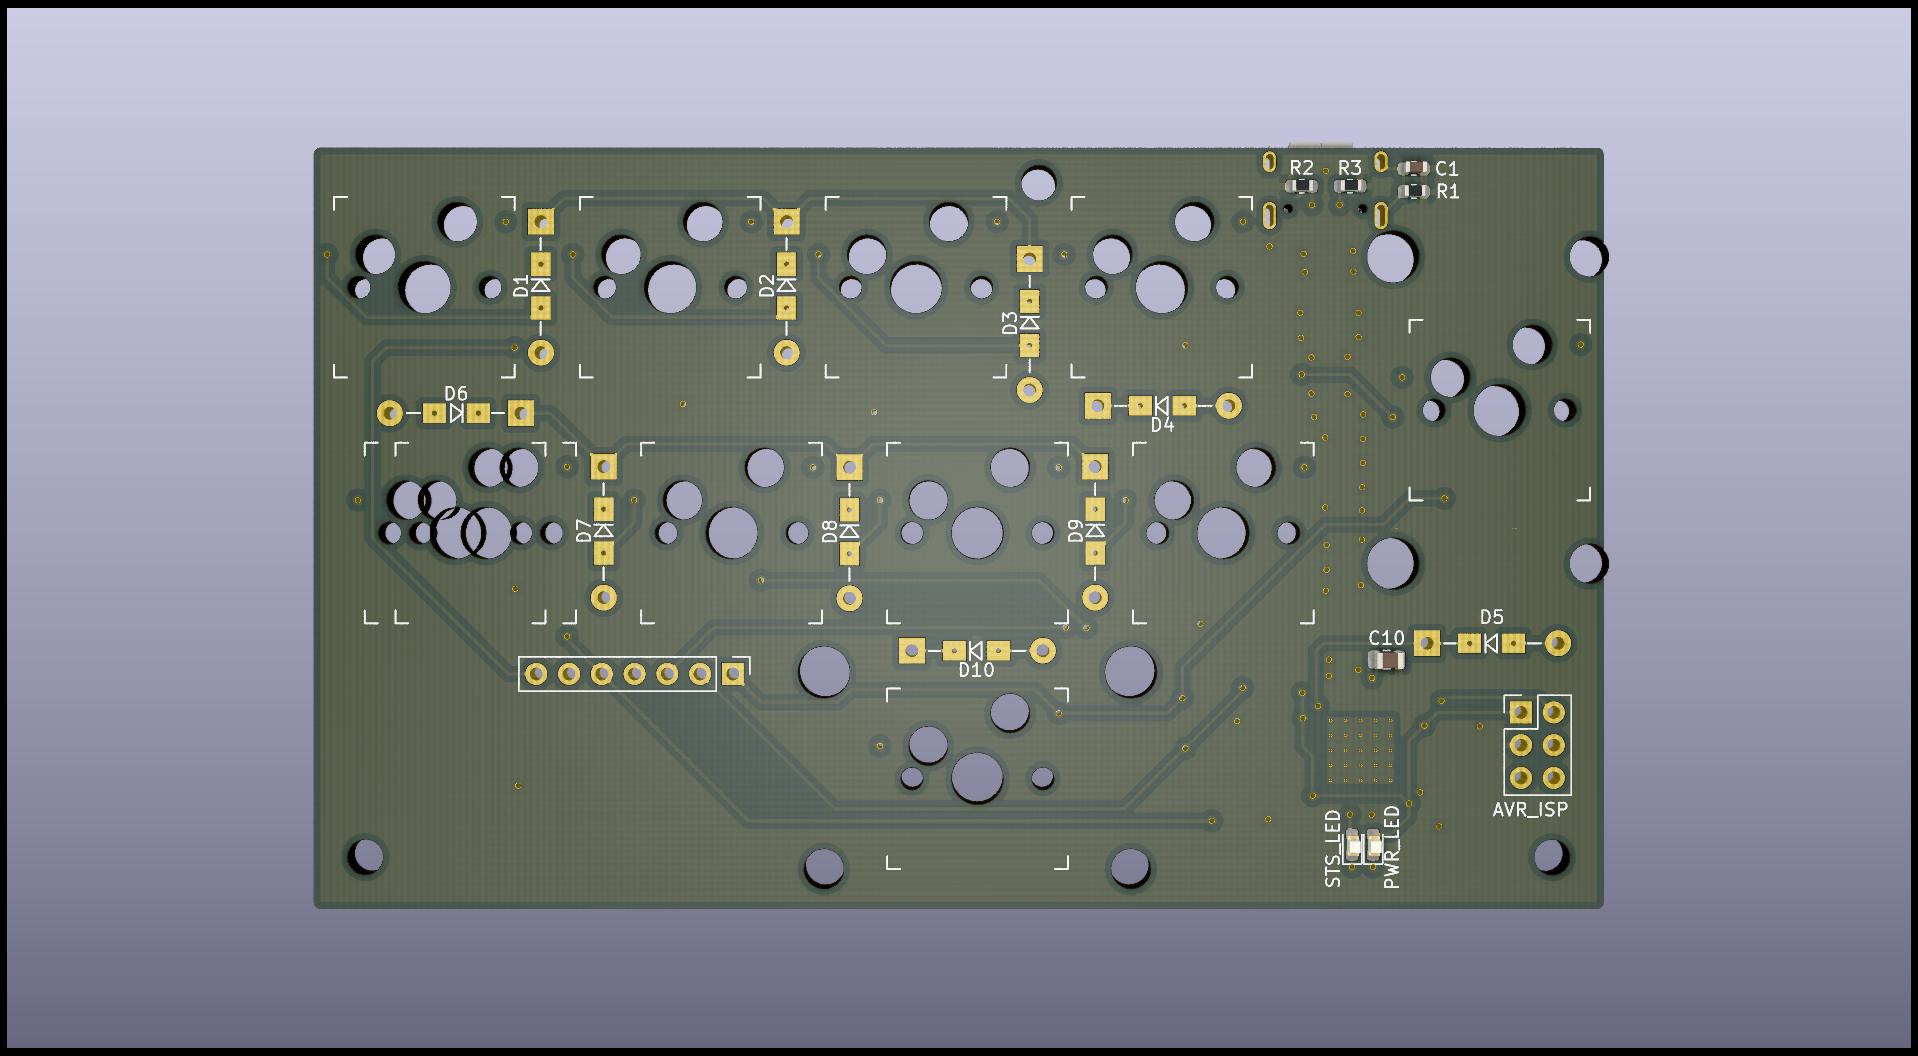 R2
R3
C1
R1
D1
D2
D3
D6
D4
D7
D8
D9
D5
C10
D10
AVR_ISP
STS_LED
PWR_LED